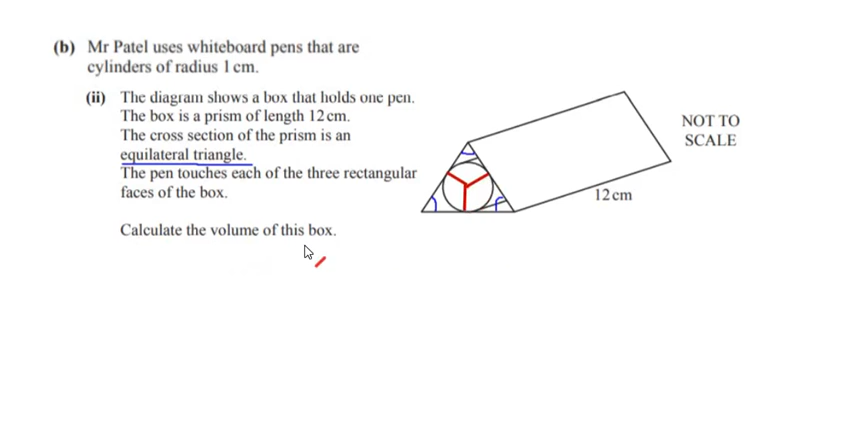 (b) Mr Patel uses whiteboard pens that are
cylinders of radius 1 cm.
(ii) The diagram shows a box that holds one pen.
The box is a prism of length 12 cm.
The cross section of the prism is an
equilateral triangle.
The pen touches each of the three rectangular
faces of the box.
Calculate the volume of this box.
NOT TO
SCALE
12 cm